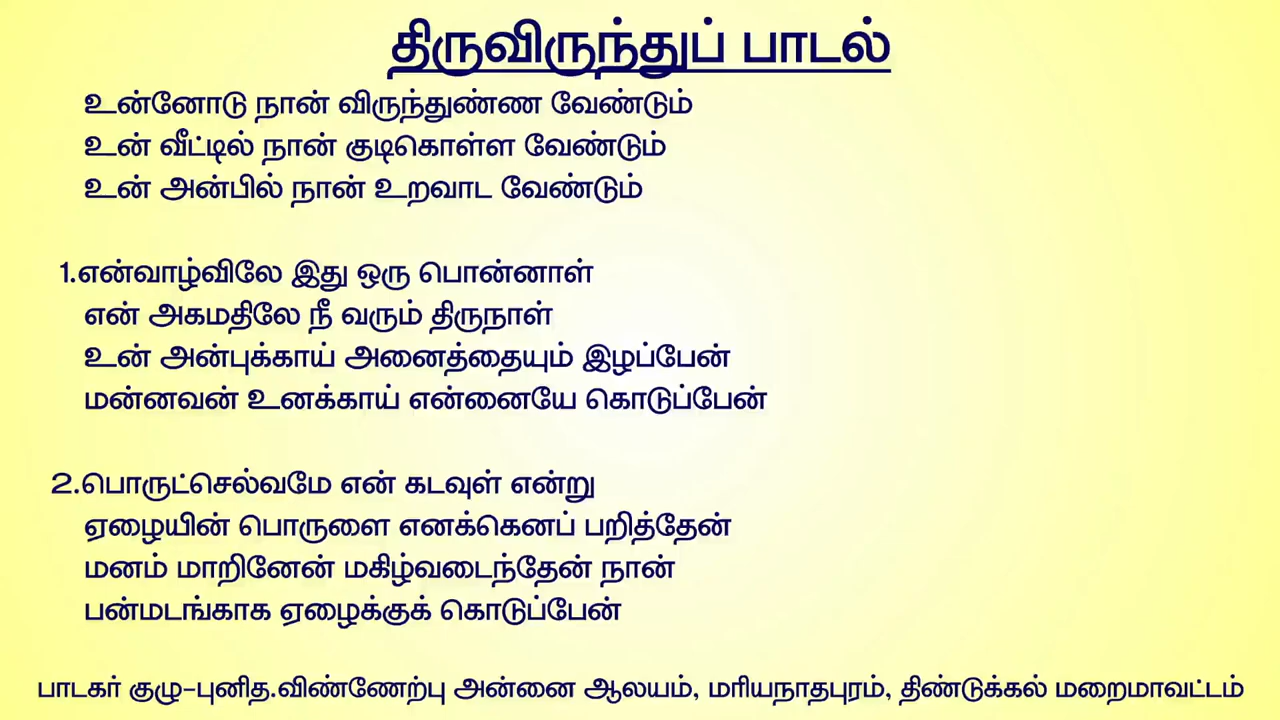 திருவிருந்துப் பாடல்
உன்னோடு நான் விருந்துண்ண வேண்டும்
உன் வீட்டில் நான் குடிகொள்ள வேண்டும்
உன் அன்பில் நான் உறவாட வேண்டும்
1.என்வாழ்விலே இது ஒரு பொன்னாள்
என் அகமதிலே நீ வரும் திருநாள்
உன் அன்புக்காய் அனைத்தையும் இழப்பேன்
மன்னவன் உனக்காய் என்னையே கொடுப்பேன்
2.பொருட்செல்வமே என் கடவுள் என்று
ஏழையின் பொருளை எனக்கெனப் பறித்தேன்
மனம் மாறினேன் மகிழ்வடைந்தேன் நான்
பன்மடங்காக ஏழைக்குக் கொடுப்பேன்
பாடகர் குழு-புனித.விண்ணேற்பு அன்னை ஆலயம், மரியநாதபுரம், திண்டுக்கல் மறைமாவட்டம்